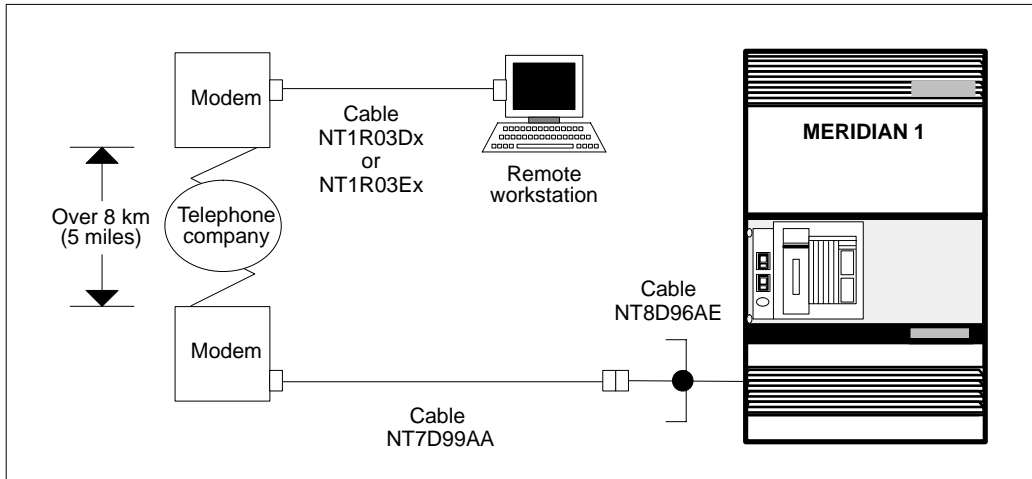 Modem
Cable
NT1R03Dx
or
NT1R03Ex
Remote
workstation
MERIDIAN 1
Over 8 km
(5 miles)
Telephone
company
Cable
NT8D96AE
Modem
Cable
NT7D99AA